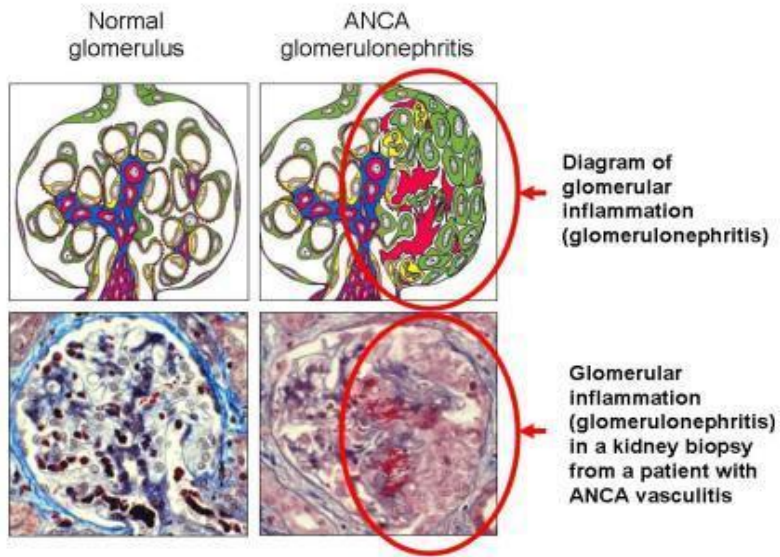 Normal
glomerulus
ANCA
glomerulonephritis
Diagram of
glomerular
inflammation
(glomerulonephritis)
Glomerular
inflammation
(glomerulonephritis)
in a kidney biopsy
from a patient with
ANCA vasculitis